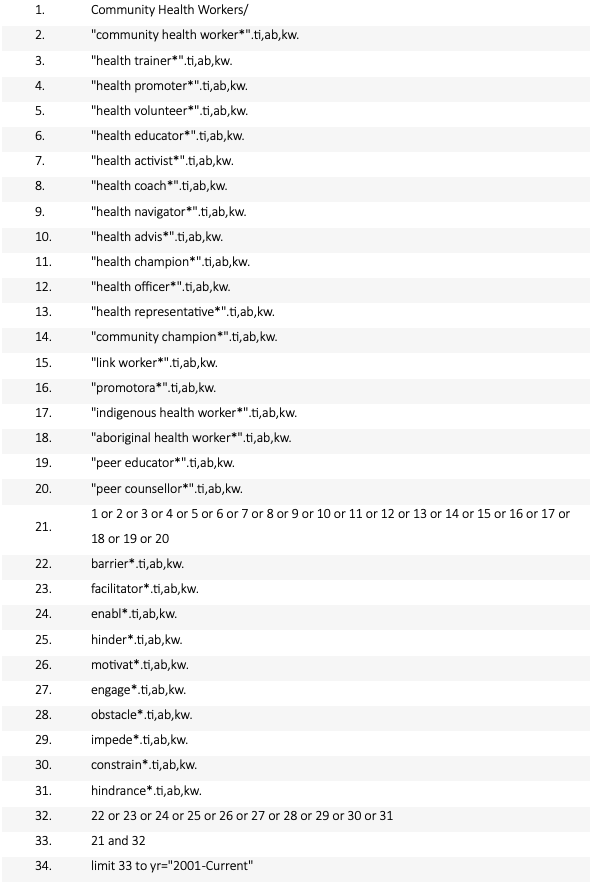 1. Community Health Workers/
2. "community health worker*".ti,ab,kw.
3. "health trainer*".ti,ab,kw.
4. "health promoter*".ti,ab,kw.
5. "health volunteer*".ti,ab,kw.
6. "health educator*".ti,ab,kw.
7. "health activist*".ti,ab,kw.
8. "health coach*".ti,ab,kw.
9. "health navigator*".ti,ab,kw.
10. "health advis*".ti,ab,kw.
11. "health champion*".ti,ab,kw.
12. "health officer*".ti,ab,kw.
13. "health representative*".ti,ab,kw.
14. "community champion*".ti,ab,kw.
15. "link worker*".ti,ab,kw.
16. "promotora*".ti,ab,kw.
17. "indigenous health worker*".ti,ab,kw.
18. "aboriginal health worker*".ti,ab,kw.
19. "peer educator*".ti,ab,kw.
20. "peer counsellor*".ti,ab,kw.
21. 1 or 2 or 3 or 4 or 5 or 6 or 7 or 8 or 9 or 10 or 11 or 12 or 13 or 14 or 15 or 16 or 17 or
18 or 19 or 20
22. barrier*.ti,ab,kw.
23. facilitator*.ti,ab,kw.
24. enabl*.ti,ab,kw.
25. hinder*.ti,ab,kw.
26. motivat*.ti,ab,kw.
27. engage*.ti,ab,kw.
28. obstacle*.ti,ab,kw.
29. impede*.ti,ab,kw.
30. constrain*.ti,ab,kw.
31. hindrance*.ti,ab,kw.
32. 22 or 23 or 24 or 25 or 26 or 27 or 28 or 29 or 30 or 31
33. 21 and 32
34. limit 33 to yr="2001-Current"